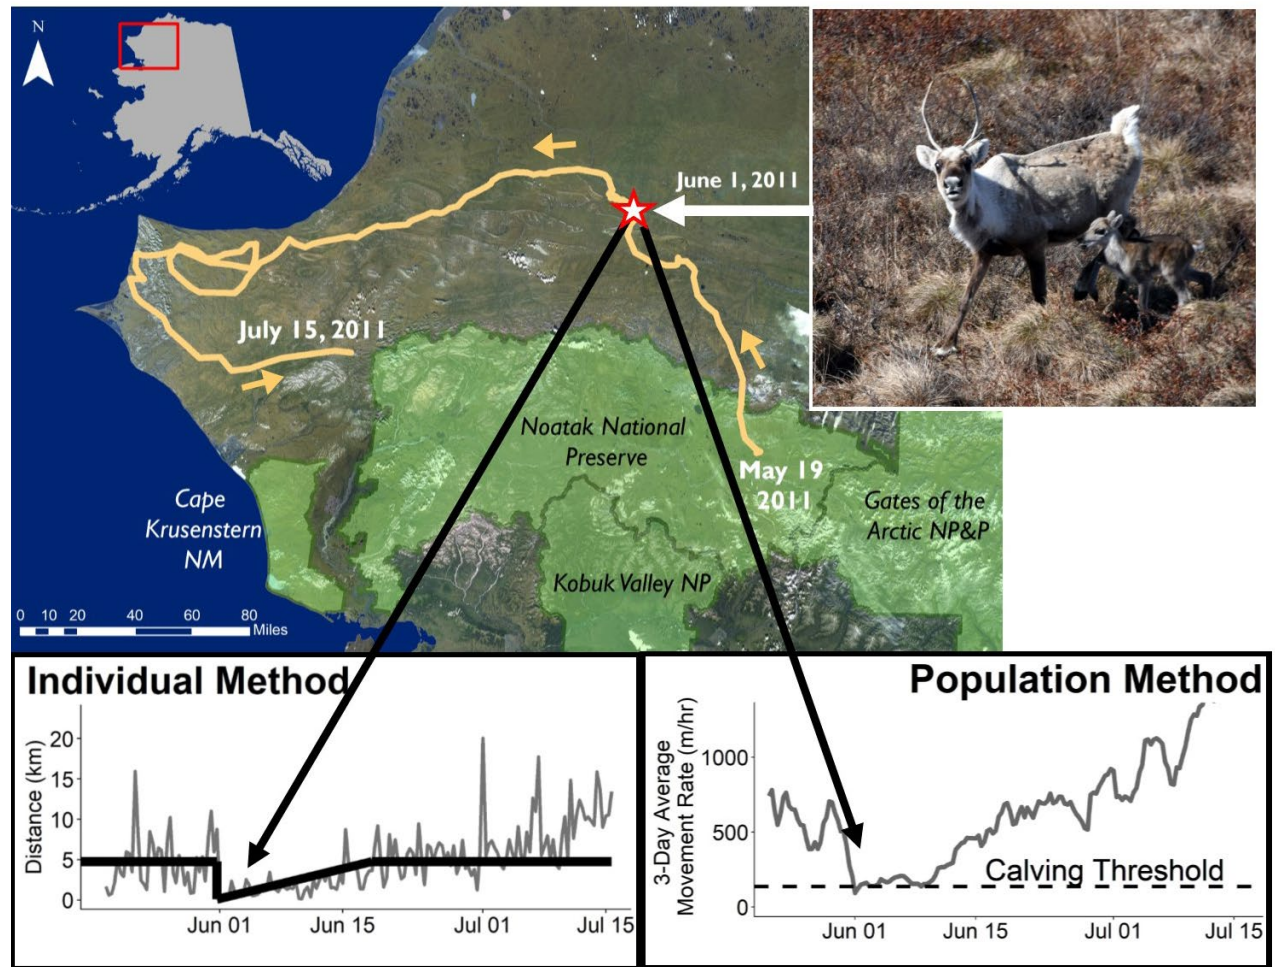 N
June 1, 2011
July 15, 2011
Noatak National
Preserve
May 19
2011
Gates of the
Arctic NP&P
Cape
Krusenstern
NM
Kobuk Valley NP
0 10 20 40 60 80
Miles
Individual Method
Distance (km)
20
15
10
5
0
Jun 01
Jun 15
Jul 01
Jul 15
Population Method
3-Day Average
Movement Rate (m/hr)
1000
500
0
Calving Threshold
Jun 01
Jun 15
Jul 01
Jul 15